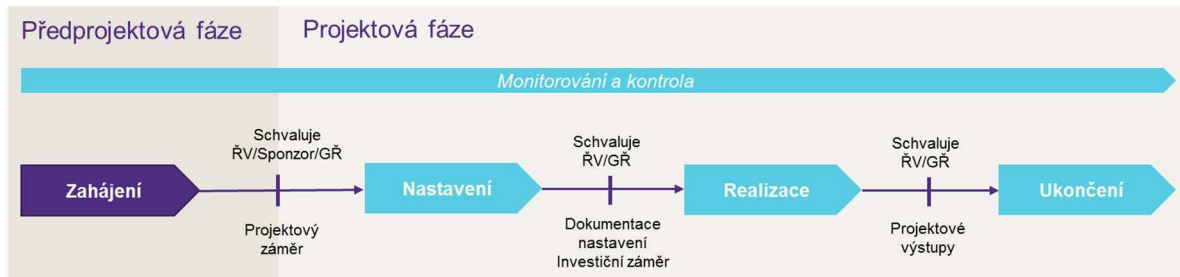 Předprojektová fáze
Projektová fáze
Monitorování a kontrola
Zahájení
Schvaluje
ŘV/Sponzor/GŘ
Projektový
záměr
Nastavení
Schvaluje
ŘV/GŘ
Dokumentace
nastavení
Investiční záměr
Realizace
Schvaluje
ŘV/GŘ
Projektové
výstupy
Ukončení